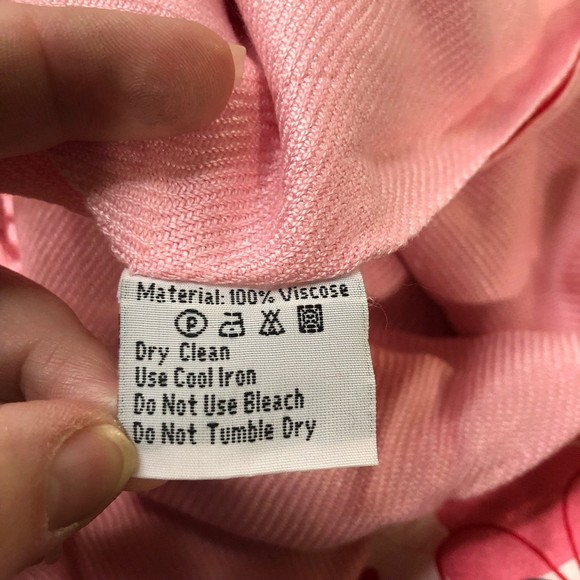 Material: 100% Viscose
P
Dry Clean
Use Cool Iron
Do Not Use Bleach
Do Not Tumble Dry